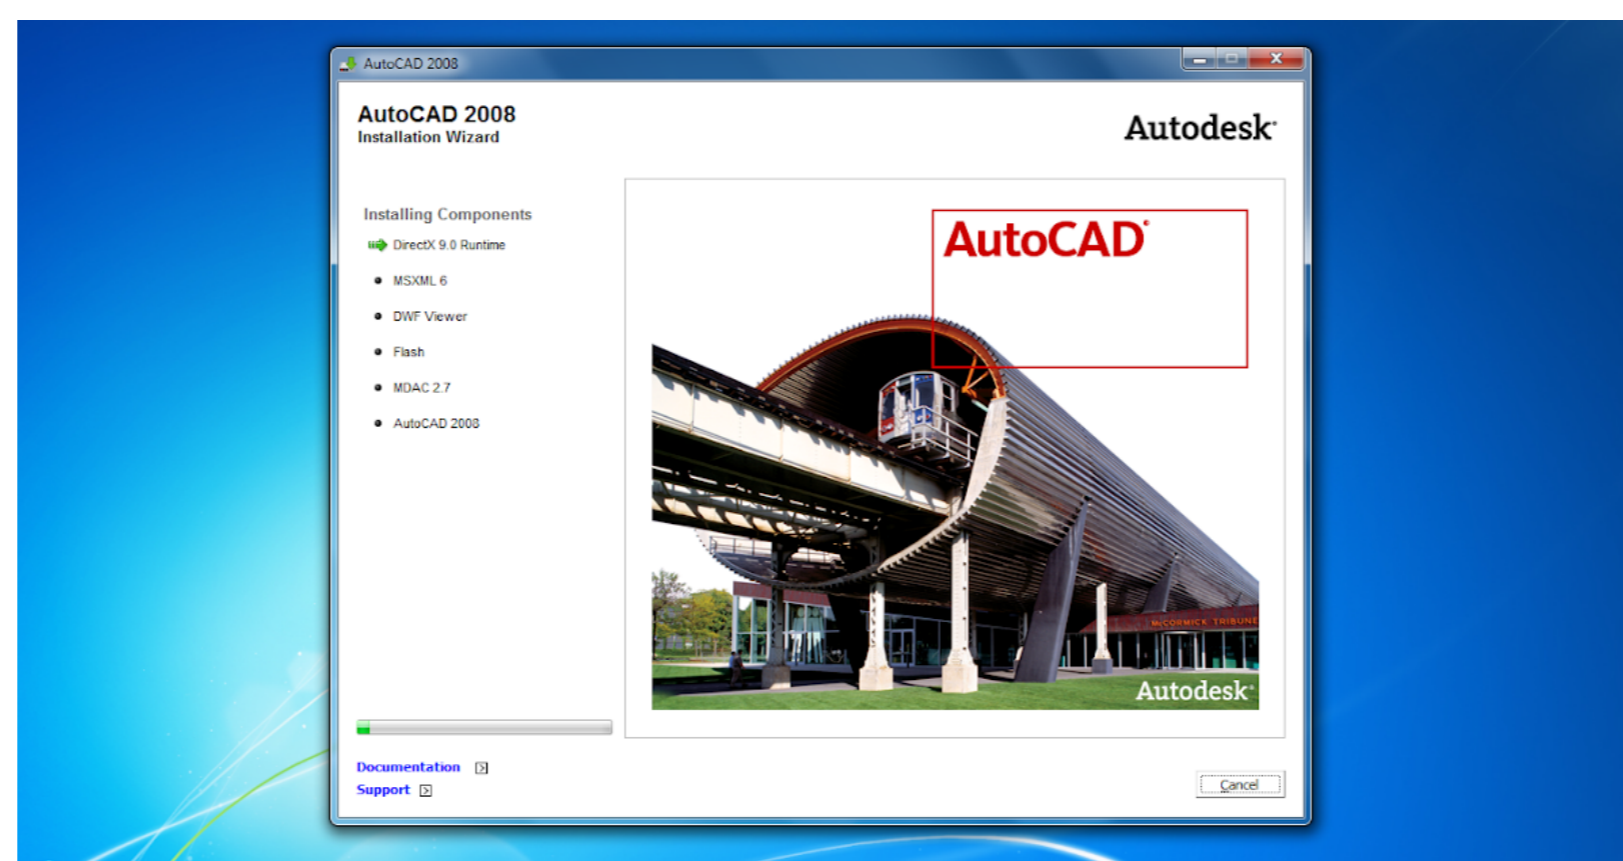 AutoCAD 2008
AutoCAD 2008
Installation Wizard
Autodesk
Installing Components
DirectX 9.0 Runtime
MSXML 6
DWF Viewer
Flash
MDAC 2.7
AutoCAD 2008
AutoCAD
McCORMICK TRIBUNE
Autodesk
Documentation
Support
Cancel